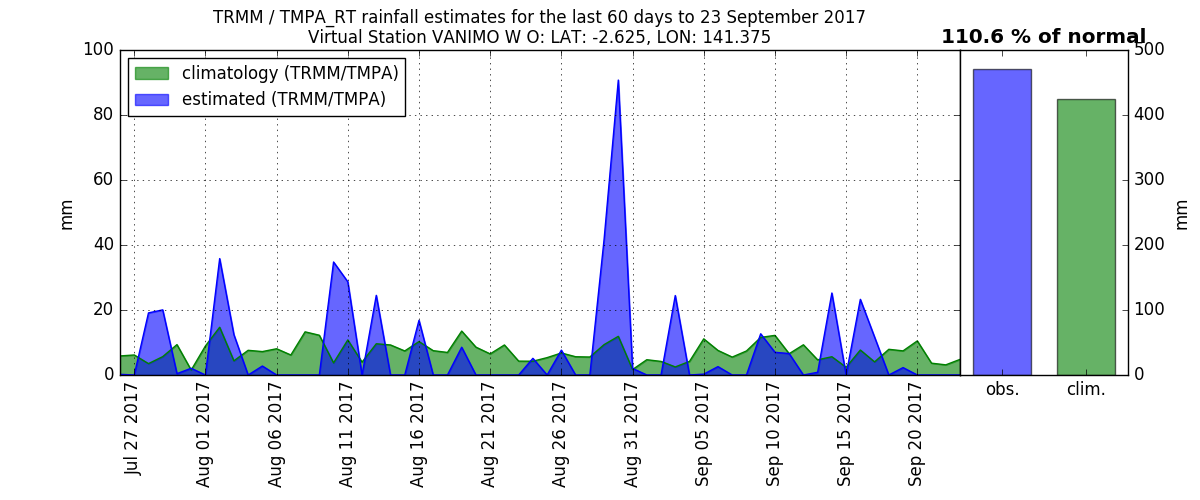 TRMM / TMPA_RT rainfall estimates for the last 60 days to 23 September 2017
Virtual Station VANIMO W O: LAT: -2.625, LON: 141.375
110.6 % of normal
climatology (TRMM/TMPA)
estimated (TRMM/TMPA)
100
80
60
40
20
0
mm
Jul 27 2017
Aug 01 2017
Aug 06 2017
Aug 11 2017
Aug 16 2017
Aug 21 2017
Aug 26 2017
Aug 31 2017
Sep 05 2017
Sep 10 2017
Sep 15 2017
Sep 20 2017
500
400
300
200
100
0
mm
obs.
clim.